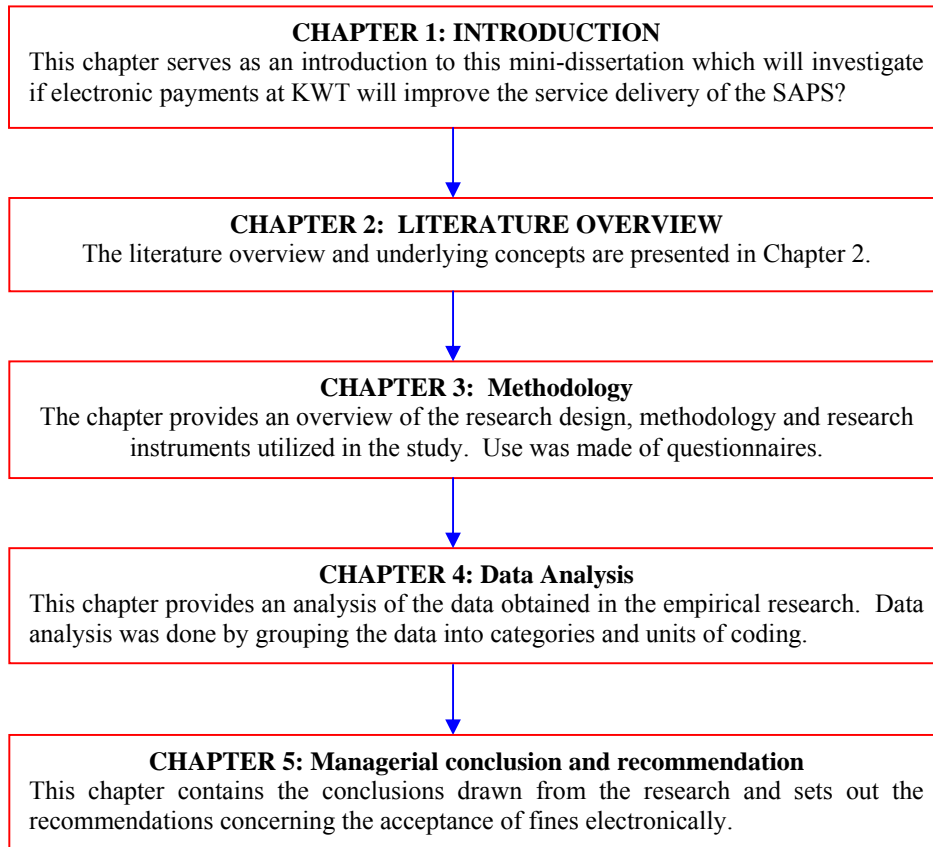 CHAPTER 1: INTRODUCTION
This chapter serves as an introduction to this mini-dissertation which will investigate
if electronic payments at KWT will improve the service delivery of the SAPS?
CHAPTER 2:  LITERATURE OVERVIEW
The literature overview and underlying concepts are presented in Chapter 2.
CHAPTER 3:  Methodology
The chapter provides an overview of the research design, methodology and research
instruments utilized in the study.  Use was made of questionnaires.
CHAPTER 4: Data Analysis
This chapter provides an analysis of the data obtained in the empirical research.  Data
analysis was done by grouping the data into categories and units of coding.
CHAPTER 5: Managerial conclusion and recommendation
This chapter contains the conclusions drawn from the research and sets out the
recommendations concerning the acceptance of fines electronically.